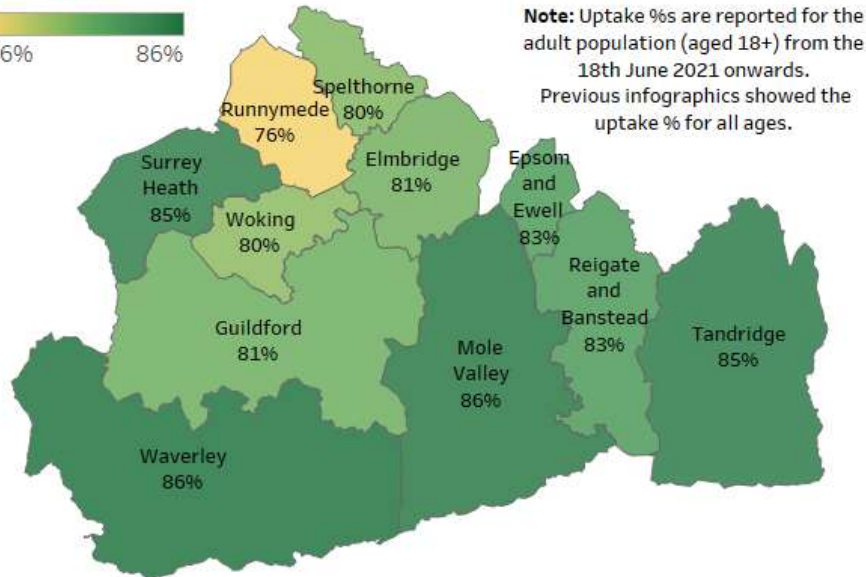 6%
86%
Note: Uptake %s are reported for the
adult population (aged 18+) from the
18th June 2021 onwards.
Previous infographics showed the
uptake % for all ages.
Spelthorne
80%
Runnymede
76%
Surrey
Heath
85%
Elmbridge
81%
Epsom
and
Ewell
83%
Woking
80%
Reigate
and
Banstead
83%
Guildford
81%
Mole
Valley
86%
Tandridge
85%
Waverley
86%